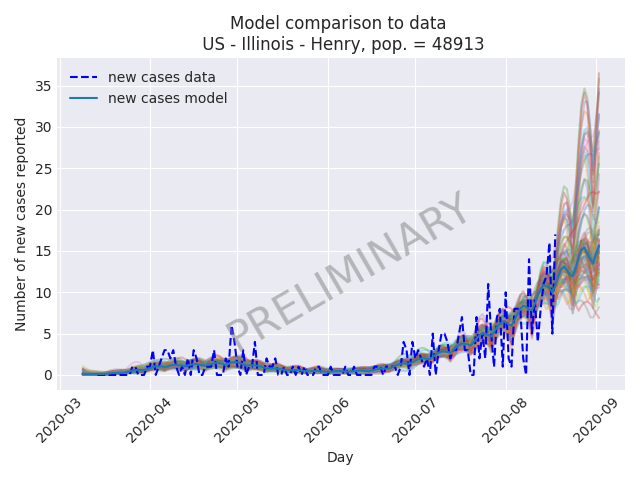 Model comparison to data
US - Illinois - Henry, pop. = 48913
new cases data
new cases model
Number of new cases reported
35
30
25
20
15
10
5
0
PRELIMINARY
2020-03
2020-04
2020-05
2020-06
2020-07
2020-08
2020-09
Day